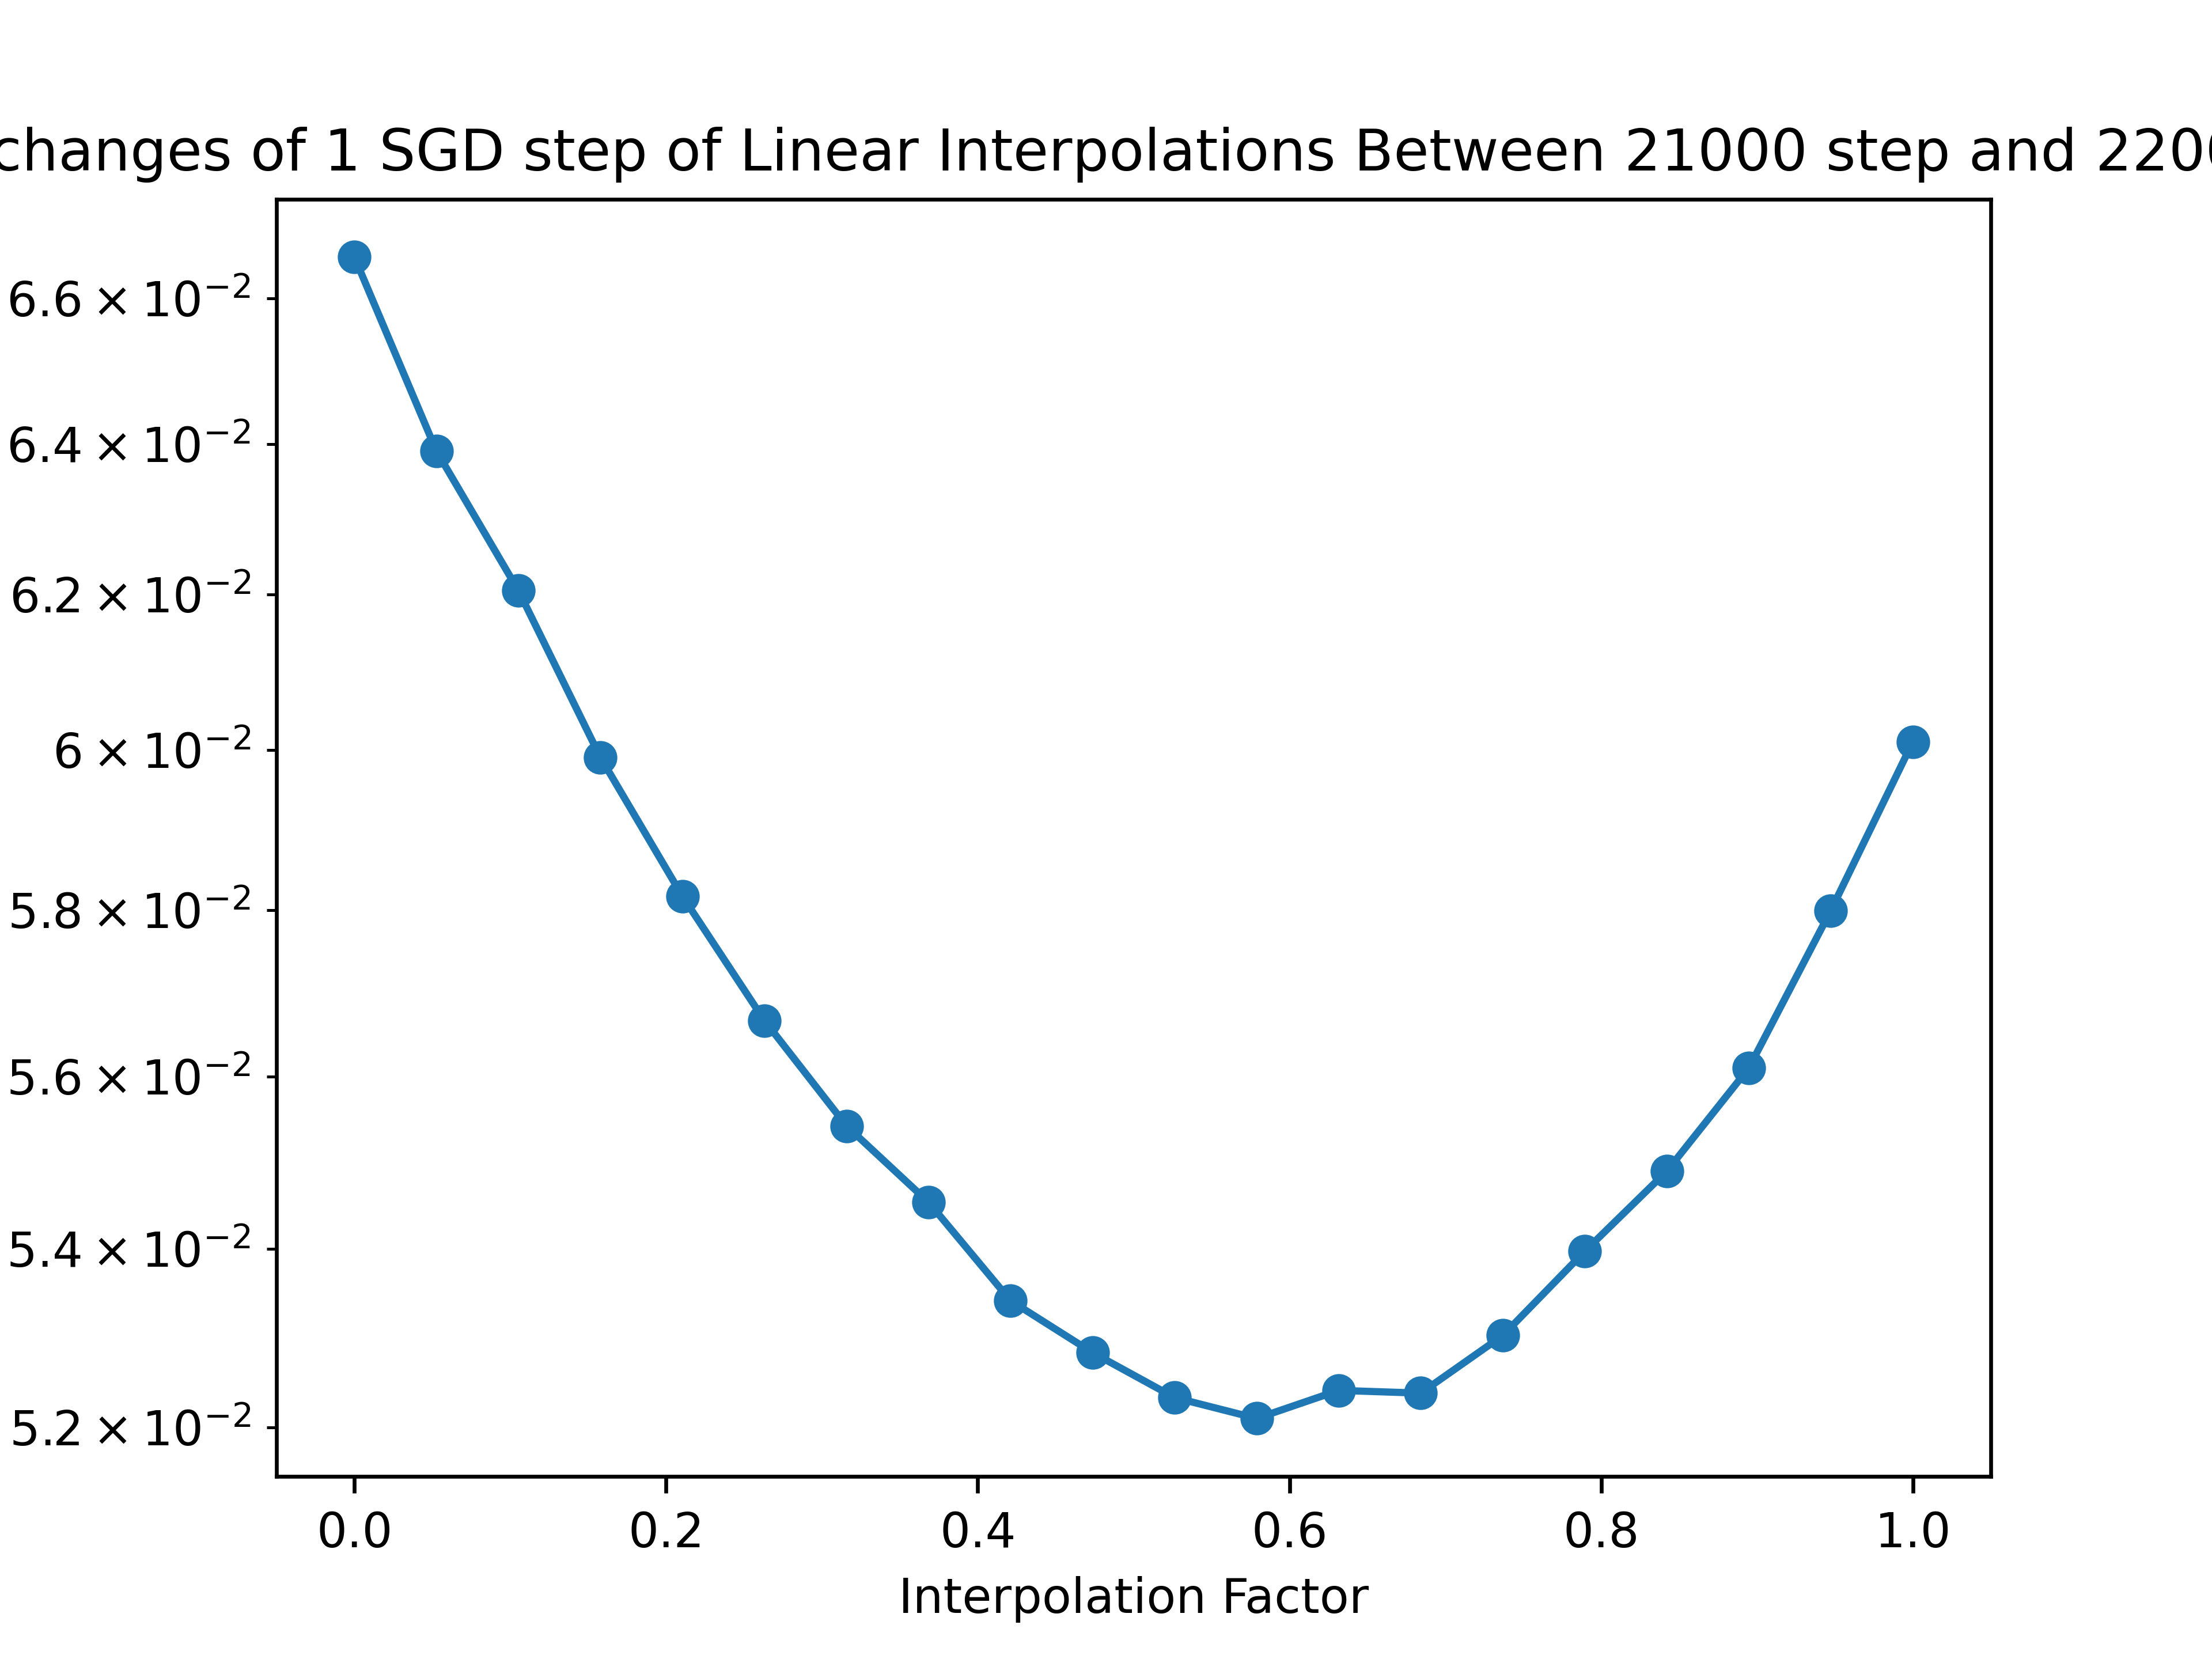 changes of 1 SGD step of Linear Interpolations Between 21000 step and 220
6.6 × 10⁻²
6.4 × 10⁻²
6.2 × 10⁻²
6 × 10⁻²
5.8 × 10⁻²
5.6 × 10⁻²
5.4 × 10⁻²
5.2 × 10⁻²
0.0 0.2 0.4 0.6 0.8 1.0
Interpolation Factor